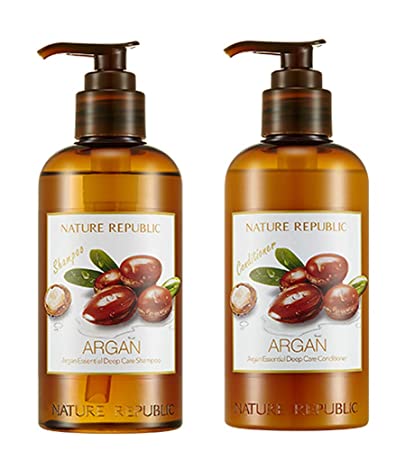 NATURE REPUBLIC
Shampoo
ARGAN
Argan Essential Deep Care Shampoo
NATURE REPUBLIC
NATURE REPUBLIC
Conditioner
ARGAN
Argan Essential Deep Care Conditioner
NATURE REPUBLIC